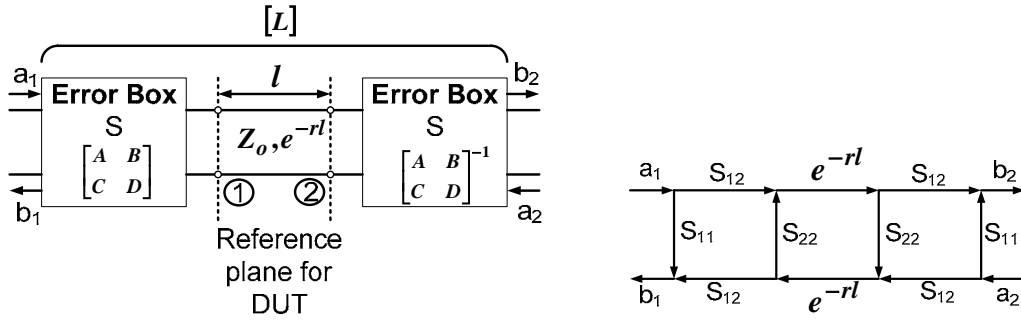 [L]
a₁ b₂
l
Error Box Error Box
S S
Zₒ, e⁻ʳˡ
[A B C D] [A B C D]⁻¹
① ②
b₁ a₂
Reference
plane for
DUT
a₁ S₁₂ e⁻ʳˡ S₁₂ b₂
S₁₁ S₂₂ S₂₂ S₁₁
b₁ S₁₂ e⁻ʳˡ S₁₂ a₂